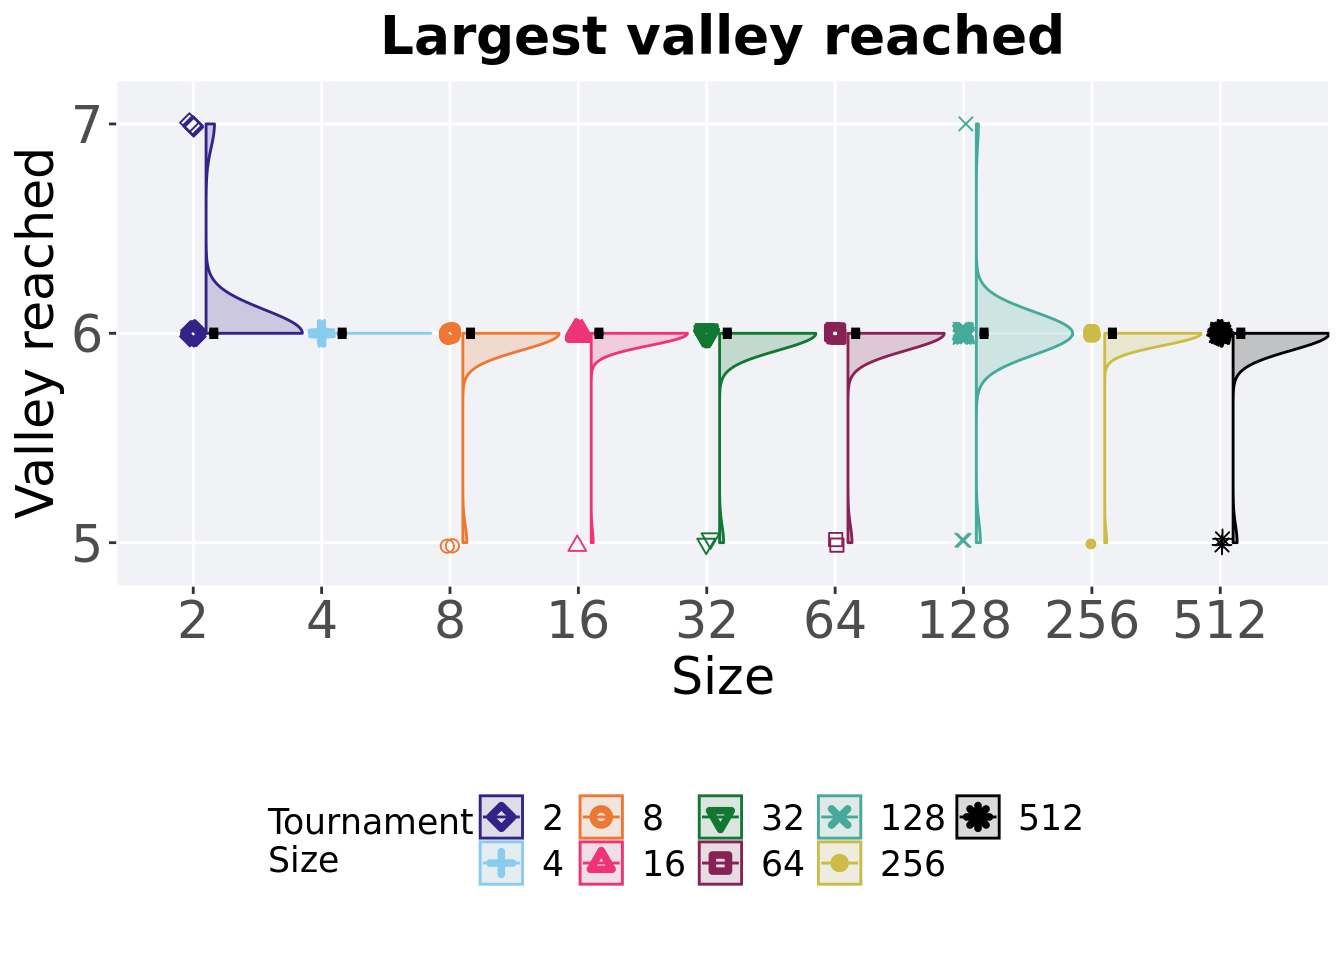 Largest valley reached
7
6
5
Valley reached
2 4 8 16 32 64 128 256 512
Size
Tournament
Size
2 8 32 128 512
4 16 64 256